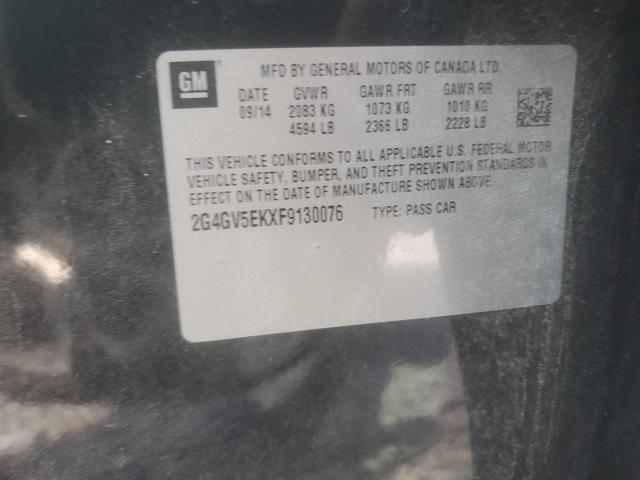 GM
MFD BY GENERAL MOTORS OF CANADA LTD.
DATE GVWR GAWR FRT GAWR RR
09/14 2083 KG 1073 KG 1010 KG
4594 LB 2366 LB 2228 LB
THIS VEHICLE CONFORMS TO ALL APPLICABLE U.S. FEDERAL MOTOR
VEHICLE SAFETY, BUMPER, AND THEFT PREVENTION STANDARDS IN
EFFECT ON THE DATE OF MANUFACTURE SHOWN ABOVE.
2G4GV5EKXF9130076 TYPE: PASS CAR